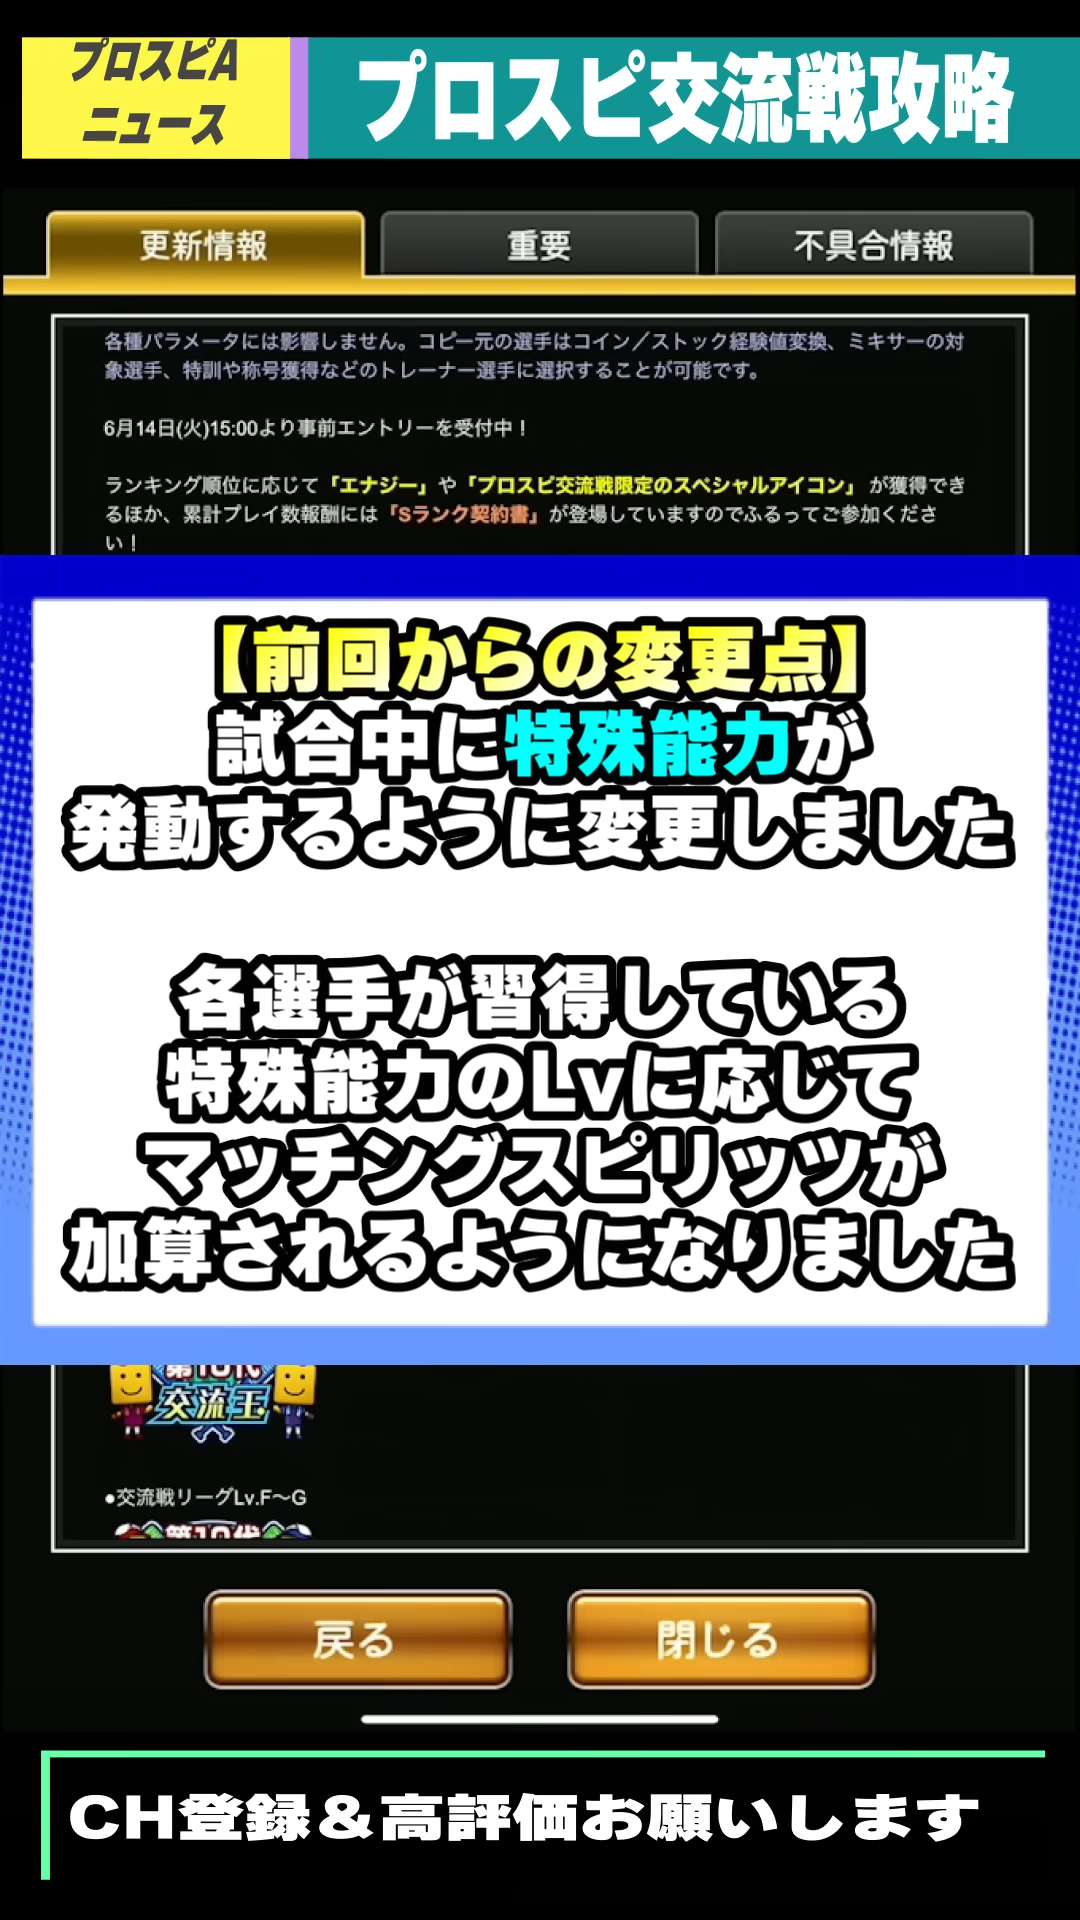 プロスピA
ニュース
プロスピ交流戦攻略
更新情報
重要
不具合情報
各種パラメータには影響しません。コピー元の選手はコイン／ストック経験値変換、ミキサーの対
象選手、特訓や称号獲得などのトレーナー選手に選択することが可能です。
6月14日(火)15:00より事前エントリーを受付中！
ランキング順位に応じて「エナジー」や「プロスピ交流戦限定のスペシャルアイコン」が獲得でき
るほか、累計プレイ数報酬には「Sランク契約書」が登場していますのでふるってご参加くださ
い！
【前回からの変更点】
試合中に特殊能力が
発動するように変更しました
各選手が習得している
特殊能力のLvに応じて
マッチングスピリッツが
加算されるようになりました
第10代
交流王
●交流戦リーグLv.F～G
第10代
戻る
閉じる
CH登録＆高評価お願いします